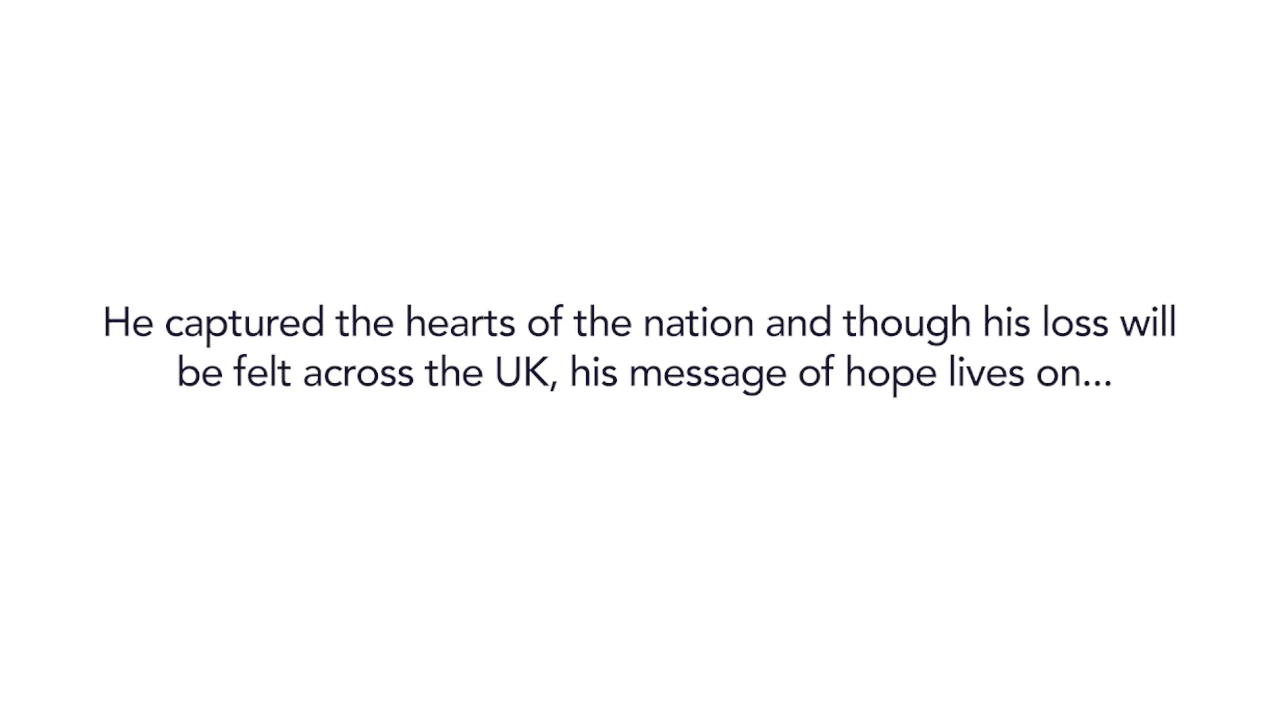 He captured the hearts of the nation and though his loss will
be felt across the UK, his message of hope lives on...